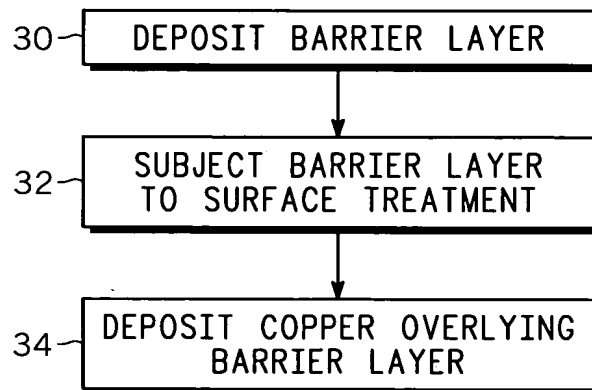 30
DEPOSIT BARRIER LAYER
32
SUBJECT BARRIER LAYER
TO SURFACE TREATMENT
34
DEPOSIT COPPER OVERLYING
BARRIER LAYER